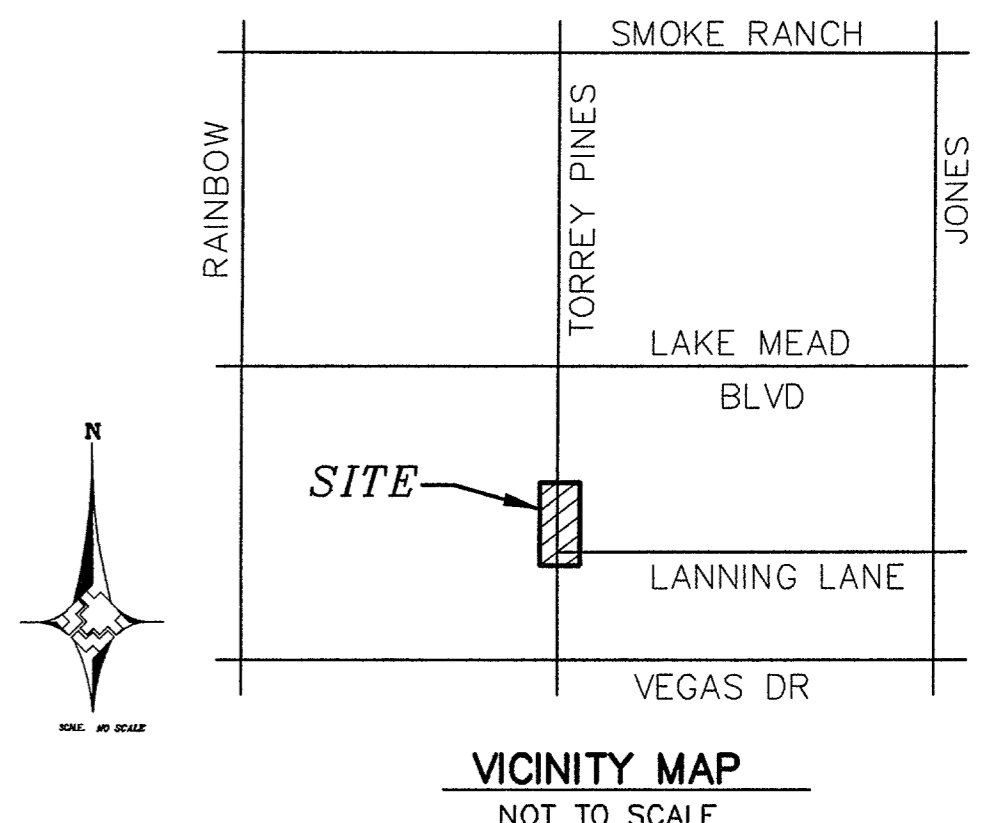 SMOKE RANCH
RAINBOW
TORREY PINES
JONES
LAKE MEAD
BLVD
N
SITE
LANNING LANE
VEGAS DR
SCALE NO SCALE
VICINITY MAP
NOT TO SCALE